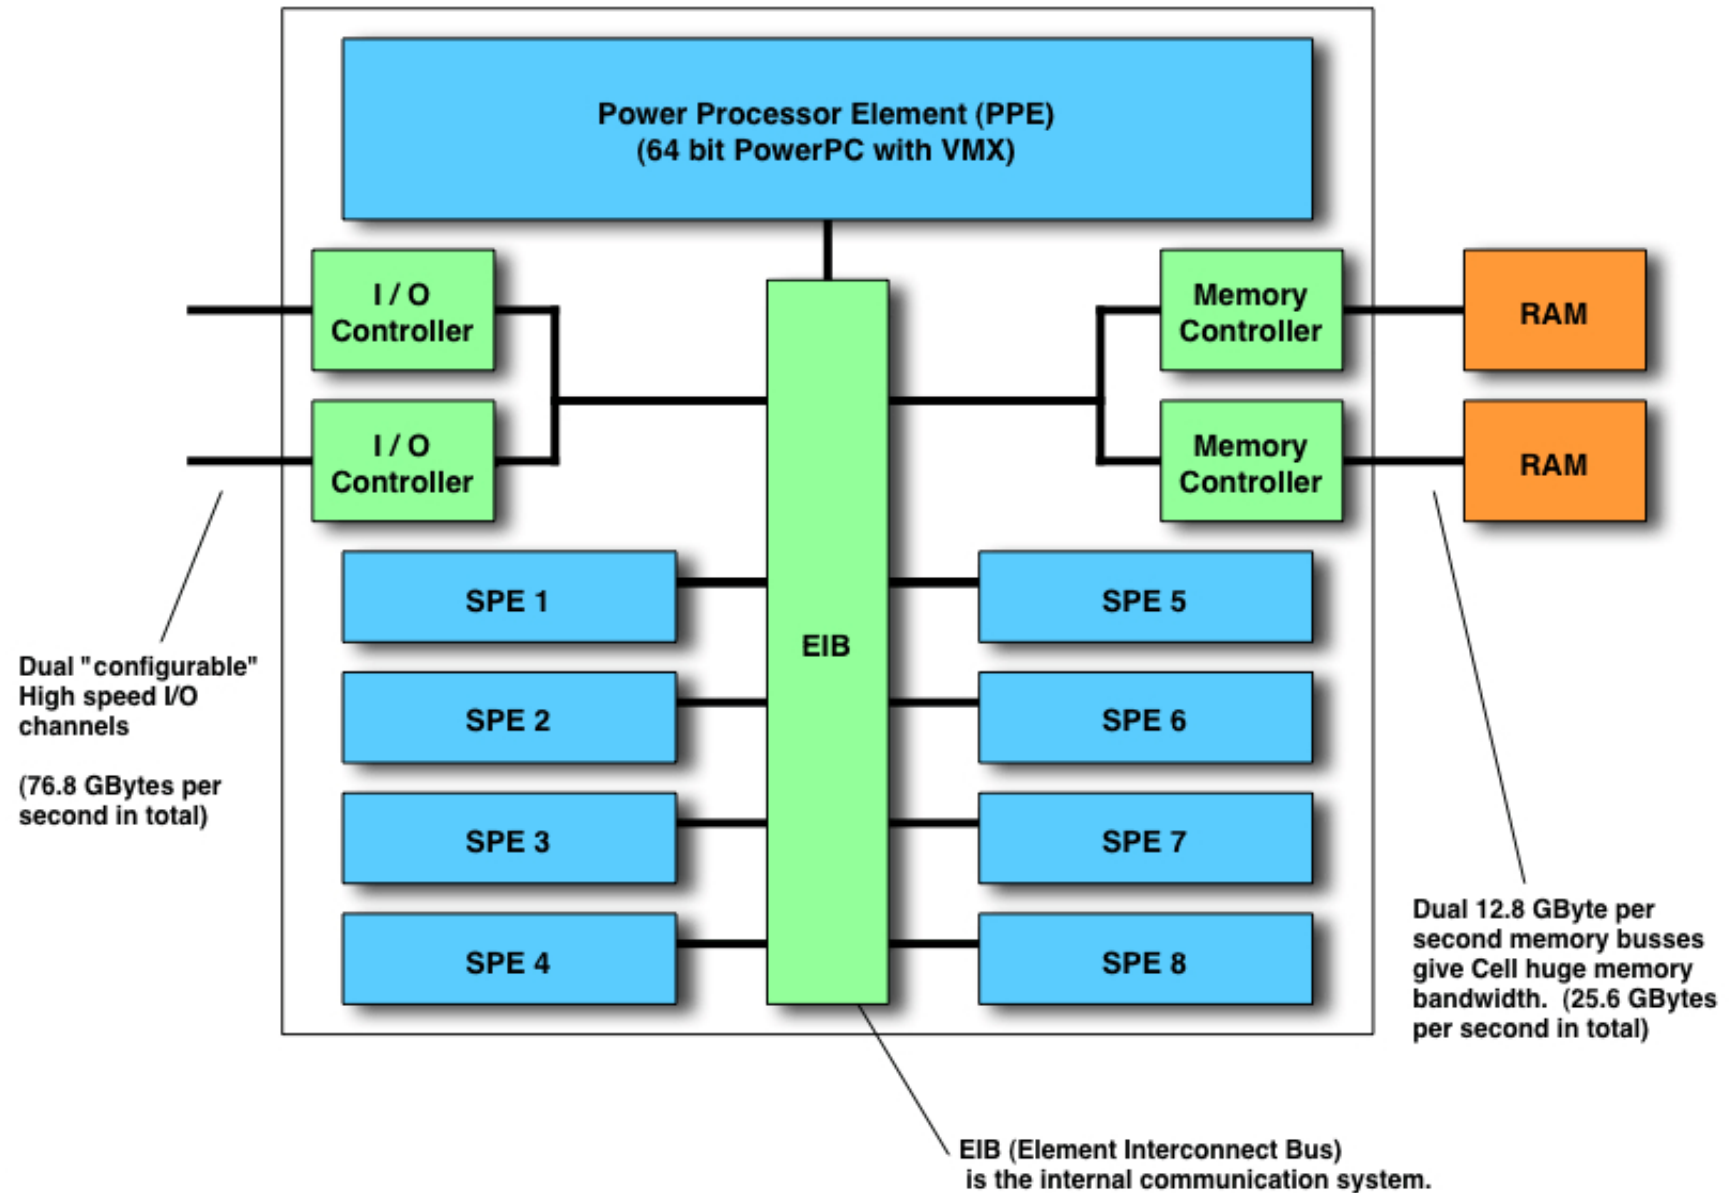 Power Processor Element (PPE)
(64 bit PowerPC with VMX)
I / O
Controller
Memory
Controller
RAM
I / O
Controller
Memory
Controller
RAM
SPE 1
SPE 5
EIB
SPE 2
SPE 6
SPE 3
SPE 7
SPE 4
SPE 8
Dual "configurable"
High speed I/O
channels
(76.8 GBytes per
second in total)
Dual 12.8 GByte per
second memory busses
give Cell huge memory
bandwidth.  (25.6 GBytes
per second in total)
EIB (Element Interconnect Bus)
is the internal communication system.